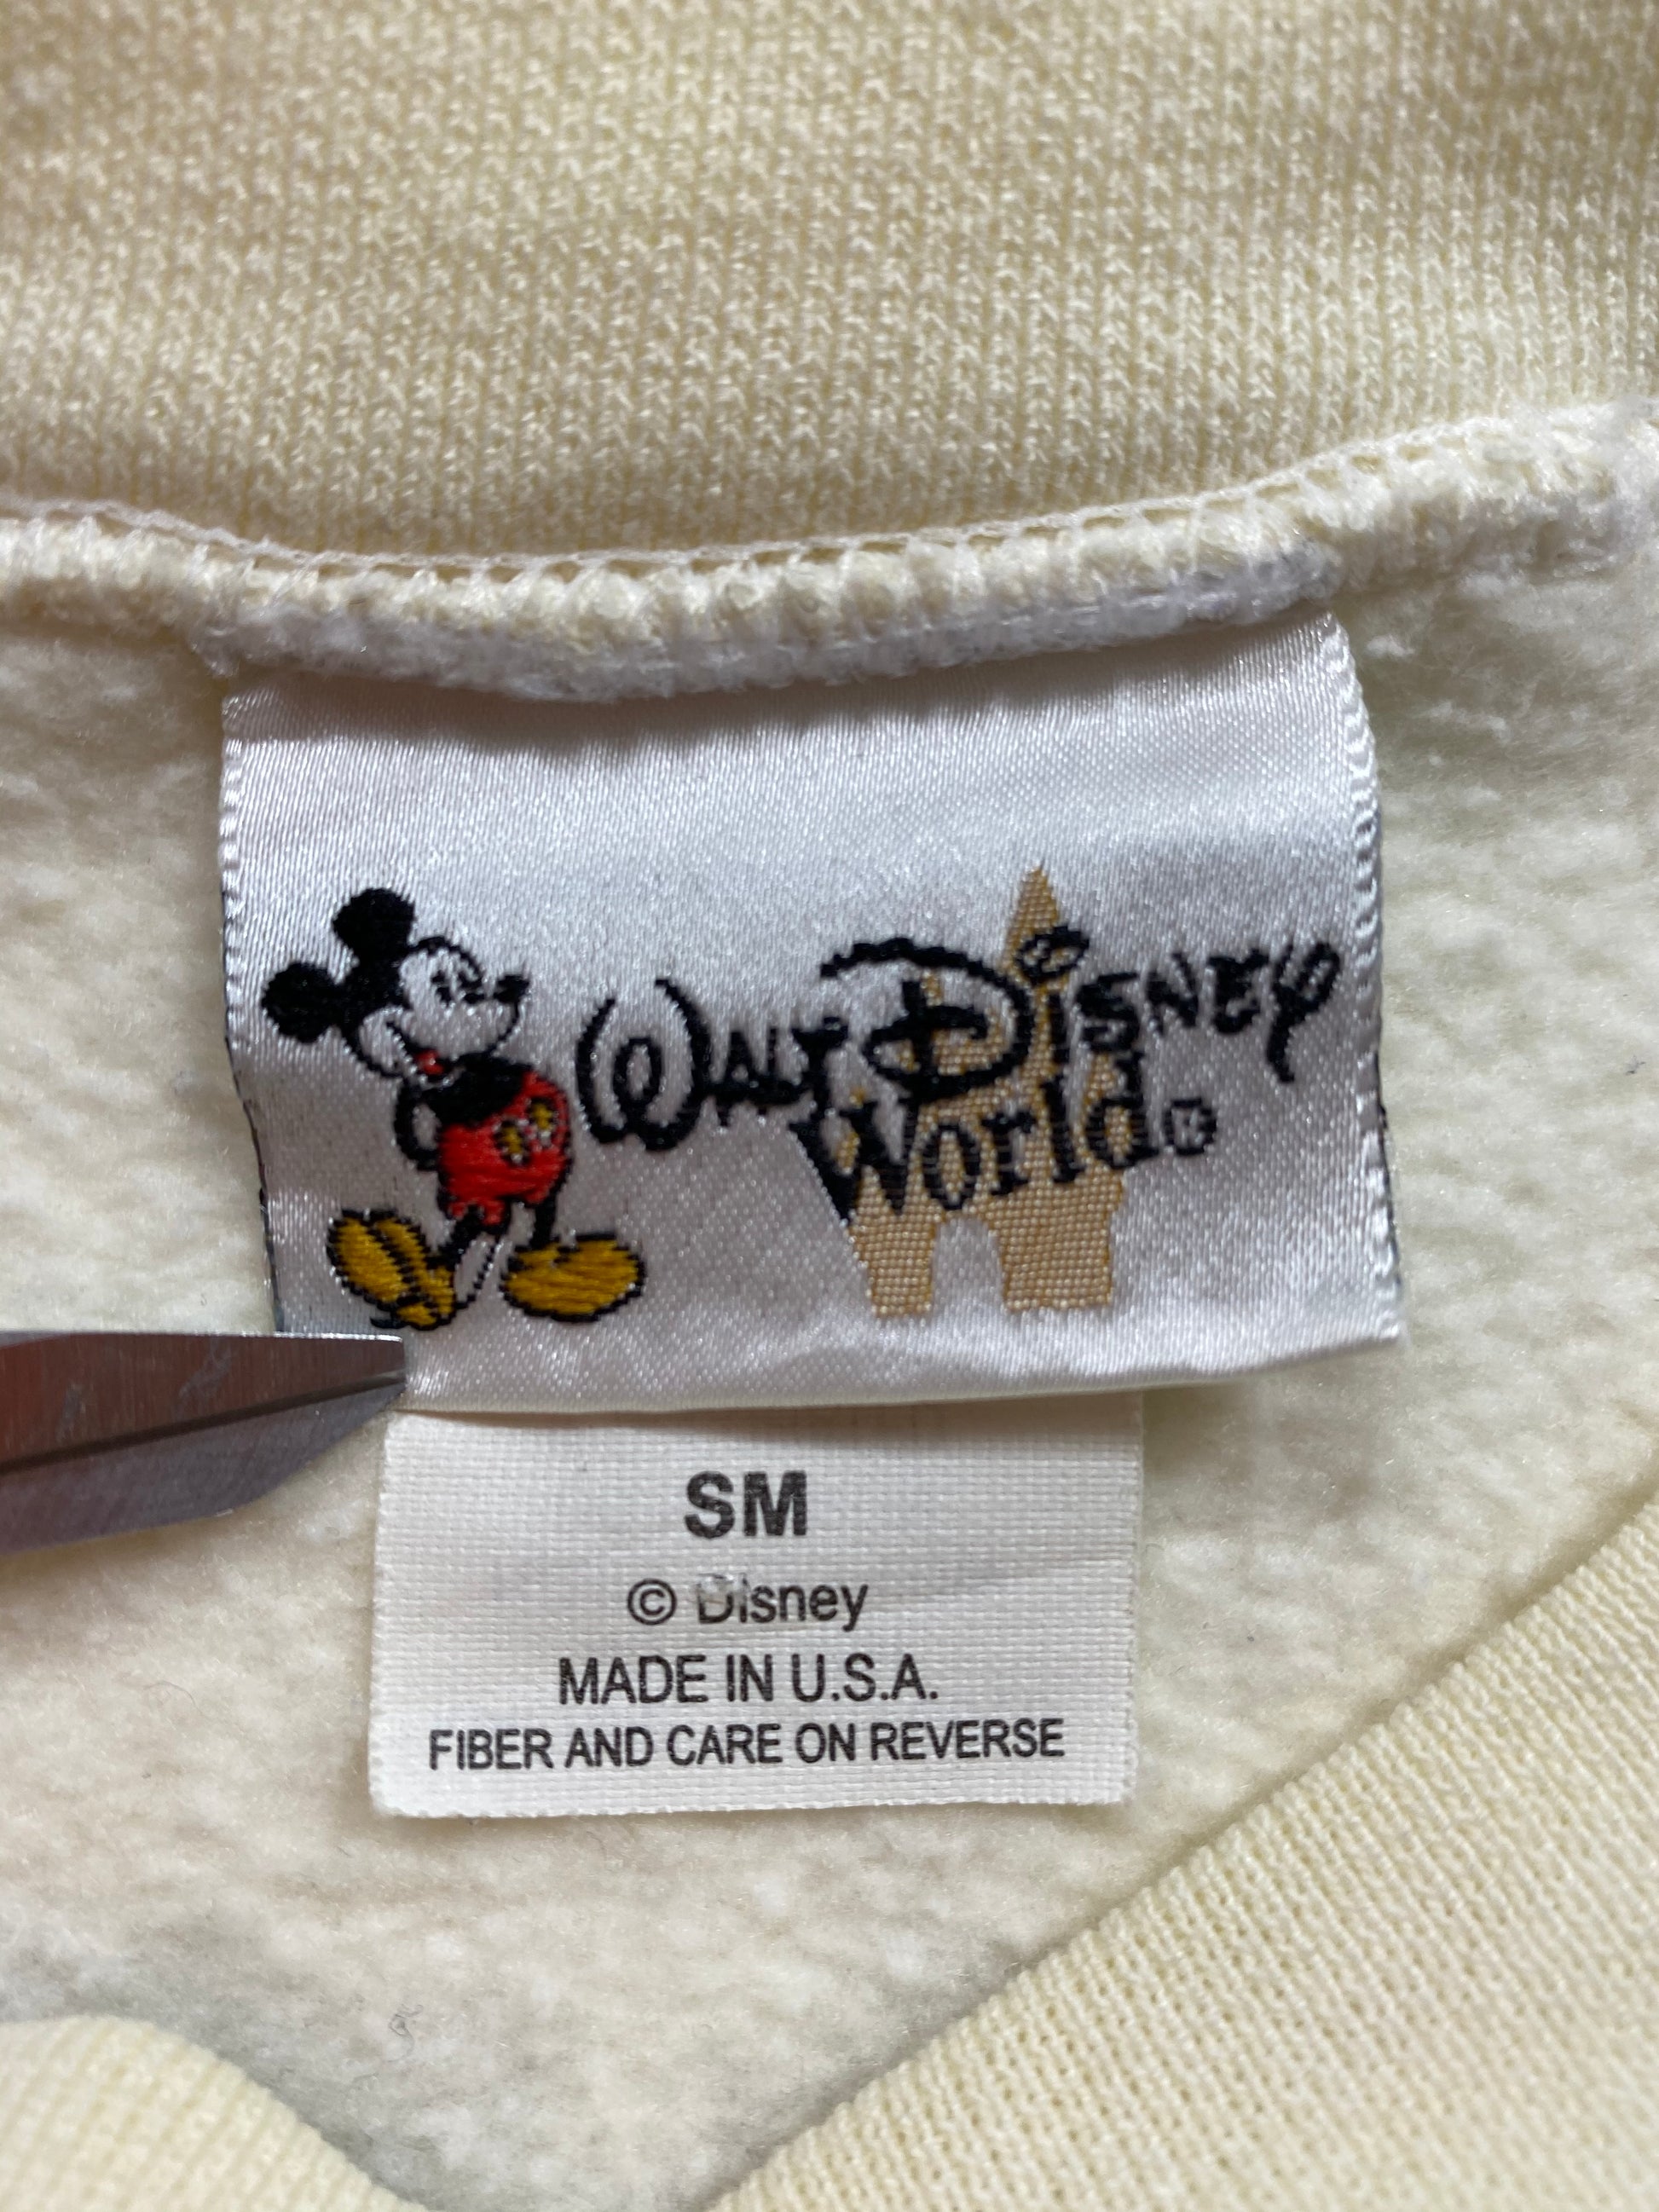 Walt Disney
World®
SM
© Disney
MADE IN U.S.A.
FIBER AND CARE ON REVERSE